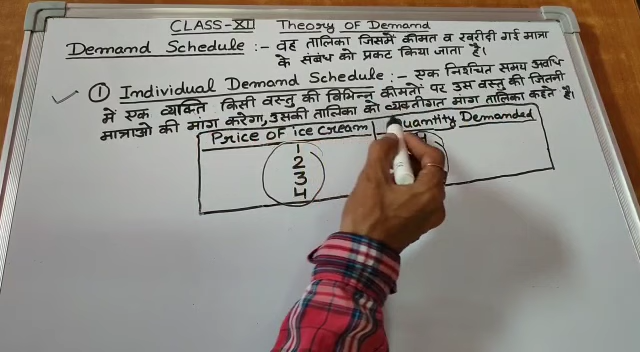 CLASS-XII Theory OF Demand
Demand Schedule :- वह तालिका जिसमें कीमत व खरीदी गई मात्रा
के संबंध को प्रकट किया जाता है।
① Individual Demand Schedule :- एक निश्चित समय अवधि
में एक व्यक्ति किसी वस्तु की विभिन्न कीमतों पर उस वस्तु की जितनी
मात्राओ की मांग करेगा, उसकी तालिका को व्यक्तीगत मांग तालिका कहते हैं।
Price OF ice cream Quantity Demanded
1 4
2
3
4